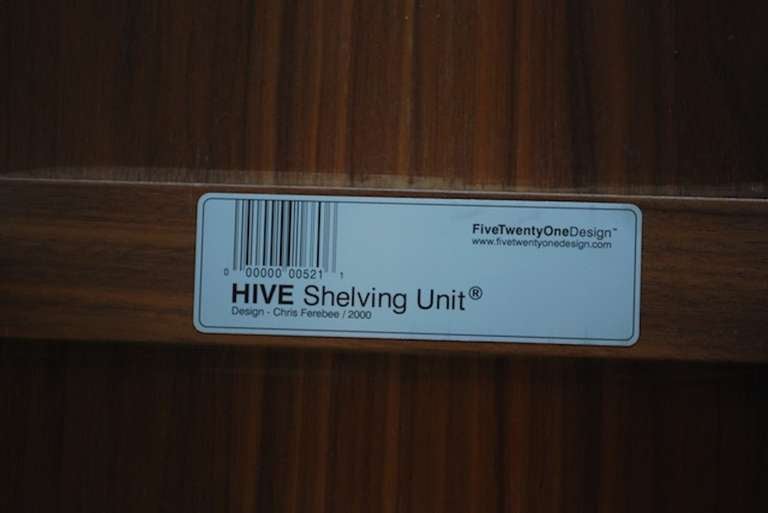 FiveTwentyOneDesign™
www.fivetwentyonedesign.com
0 00000 00521 1
HIVE Shelving Unit®
Design - Chris Ferebee / 2000